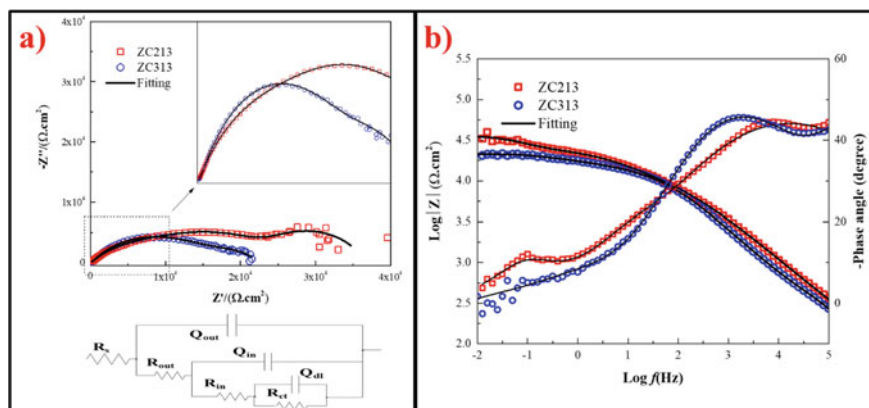 a)
ZC213
ZC313
Fitting
-Z''/(Ω.cm²)
4x10⁴
3x10⁴
2x10⁴
1x10⁴
0
0 1x10⁴ 2x10⁴ 3x10⁴ 4x10⁴
Z'/(Ω.cm²)
Rs
Qout
Rout
Qin
Rin
Qdl
Rct
b)
ZC213
ZC313
Fitting
Log|Z| (Ω.cm²)
5.0
4.5
4.0
3.5
3.0
2.5
2.0
-2 -1 0 1 2 3 4 5
Log f(Hz)
60
40
20
0
-Phase angle (degree)